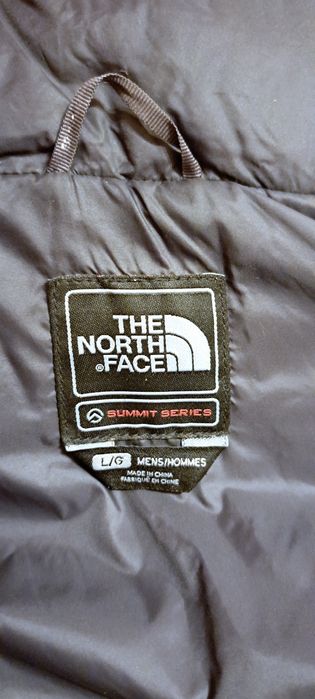 THE
NORTH
®FACE
SUMMIT SERIES
L/G MENS/HOMMES
MADE IN CHINA
FABRIQUÉ EN CHINE